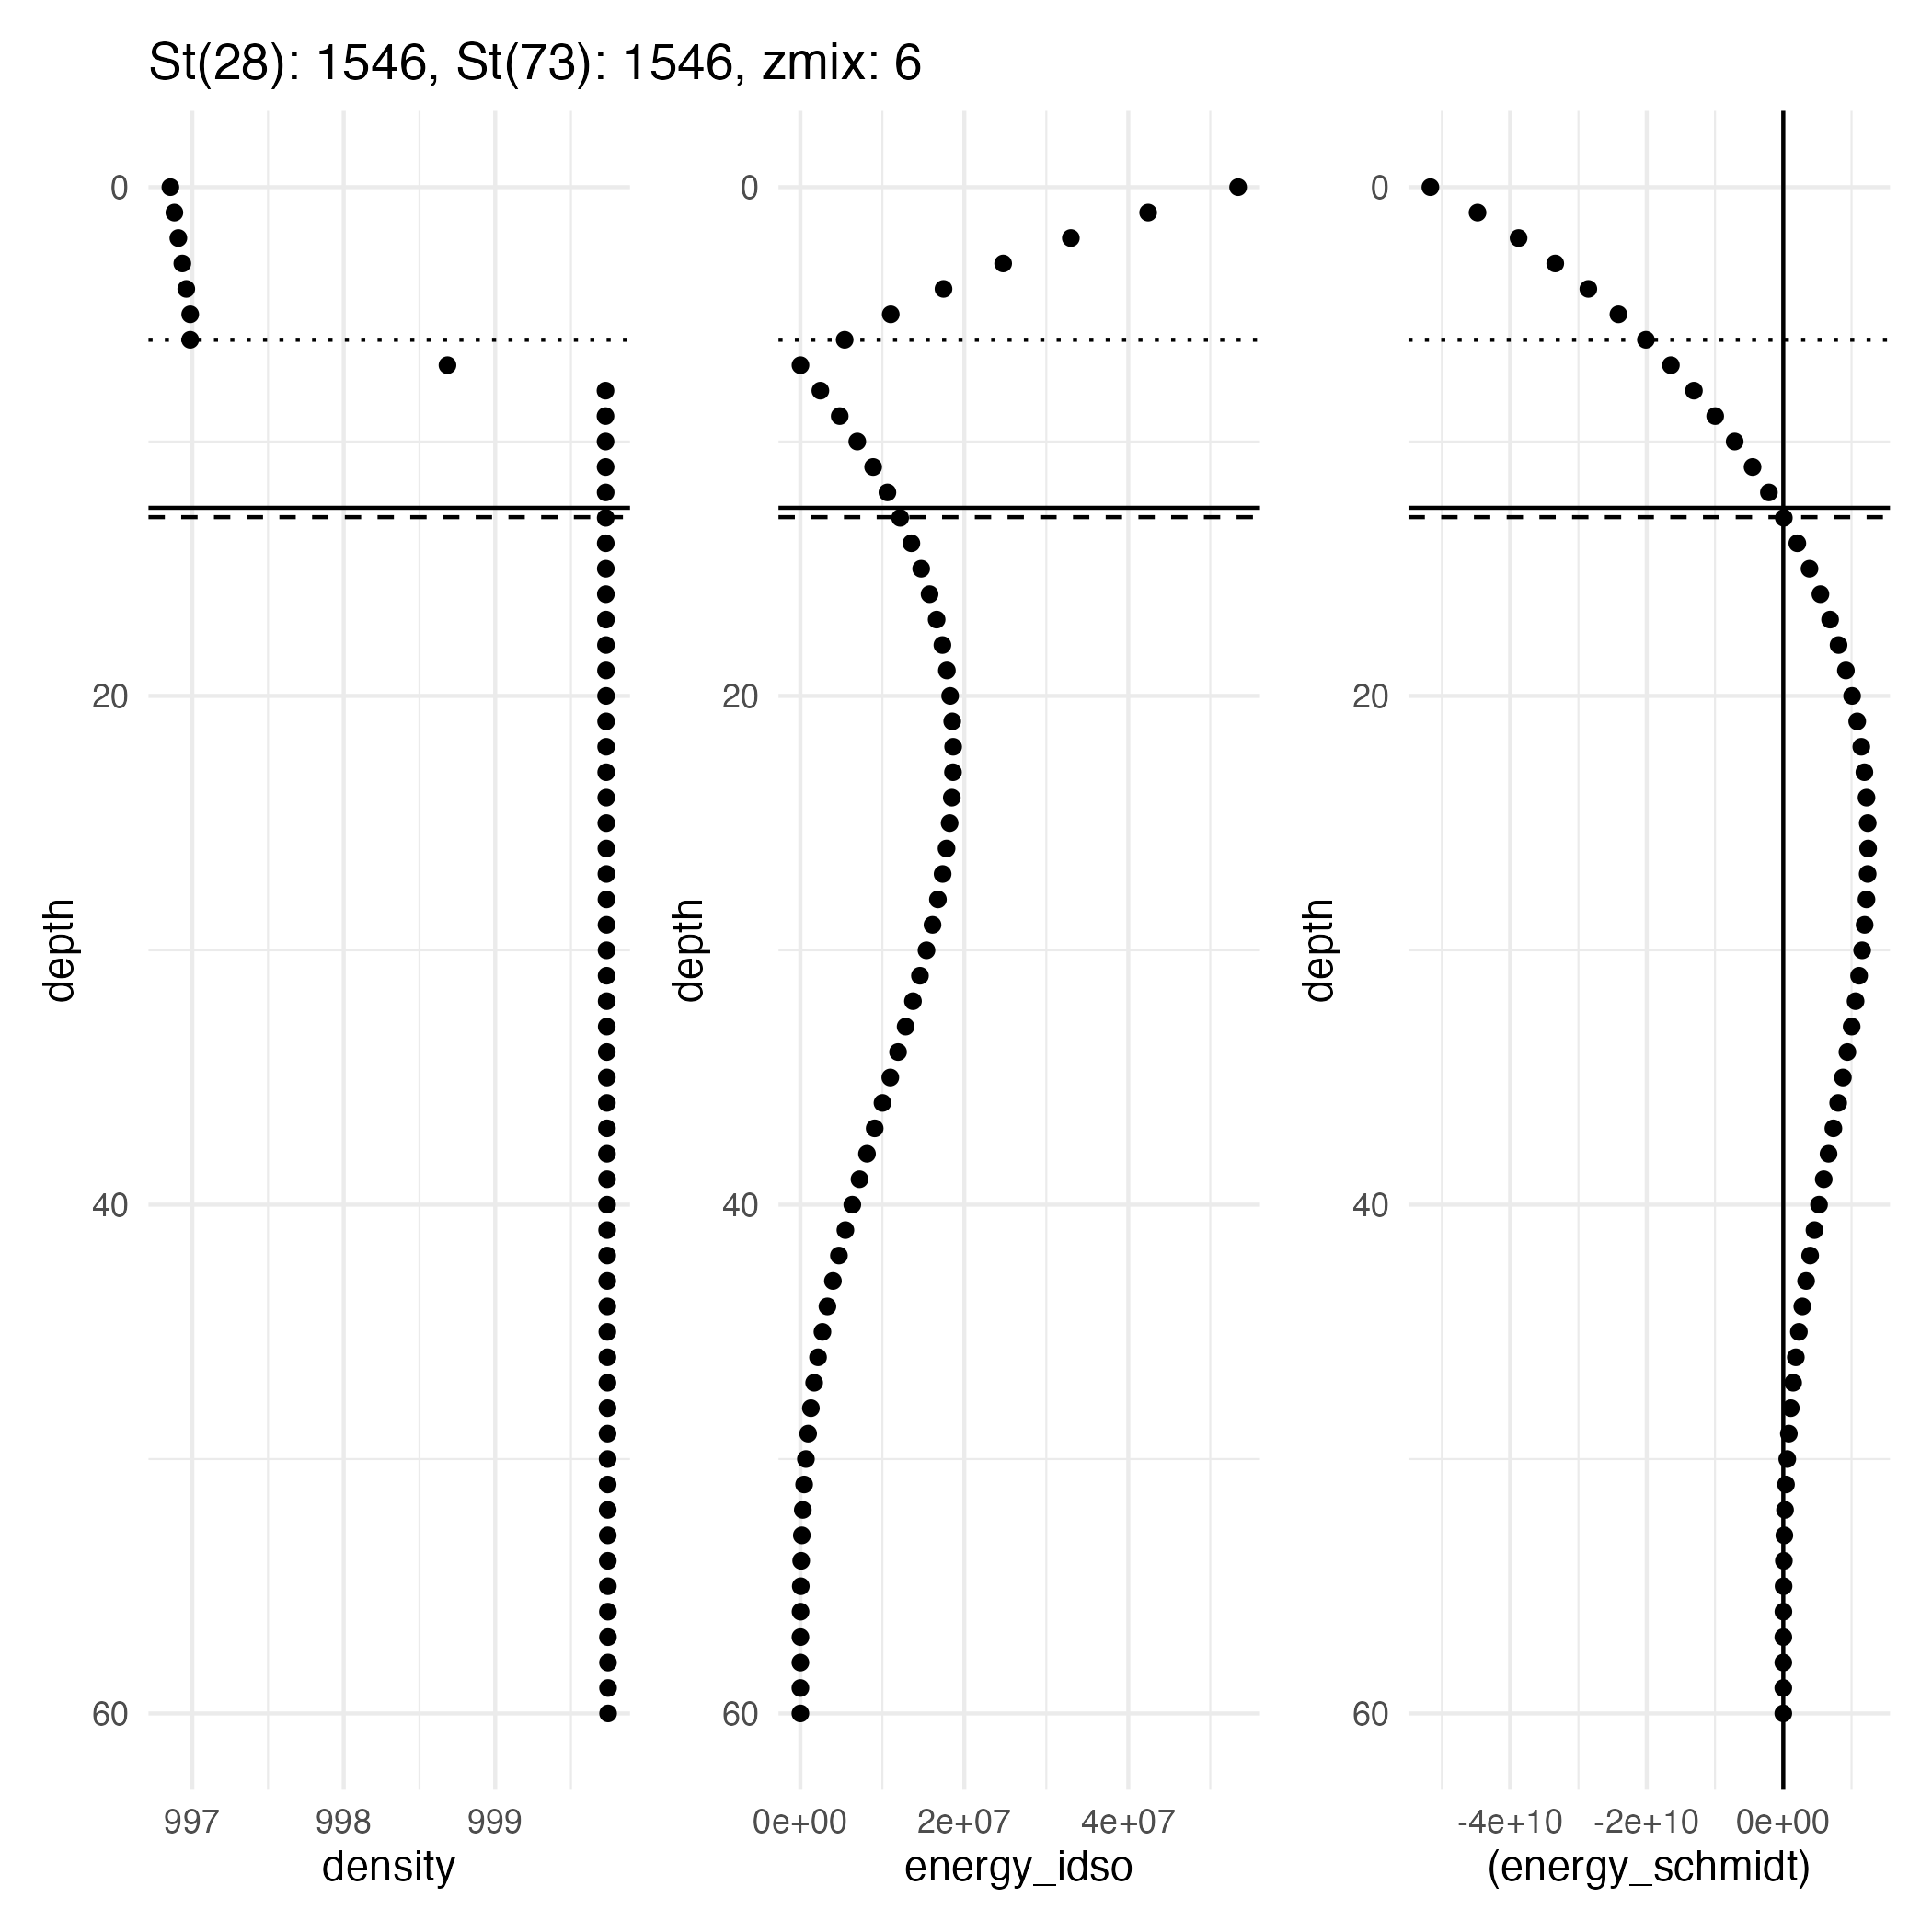 St(28): 1546, St(73): 1546, zmix: 6
0
20
40
60
depth
997 998 999
density
0
20
40
60
depth
0e+00 2e+07 4e+07
energy_idso
0
20
40
60
depth
-4e+10 -2e+10 0e+00
(energy_schmidt)